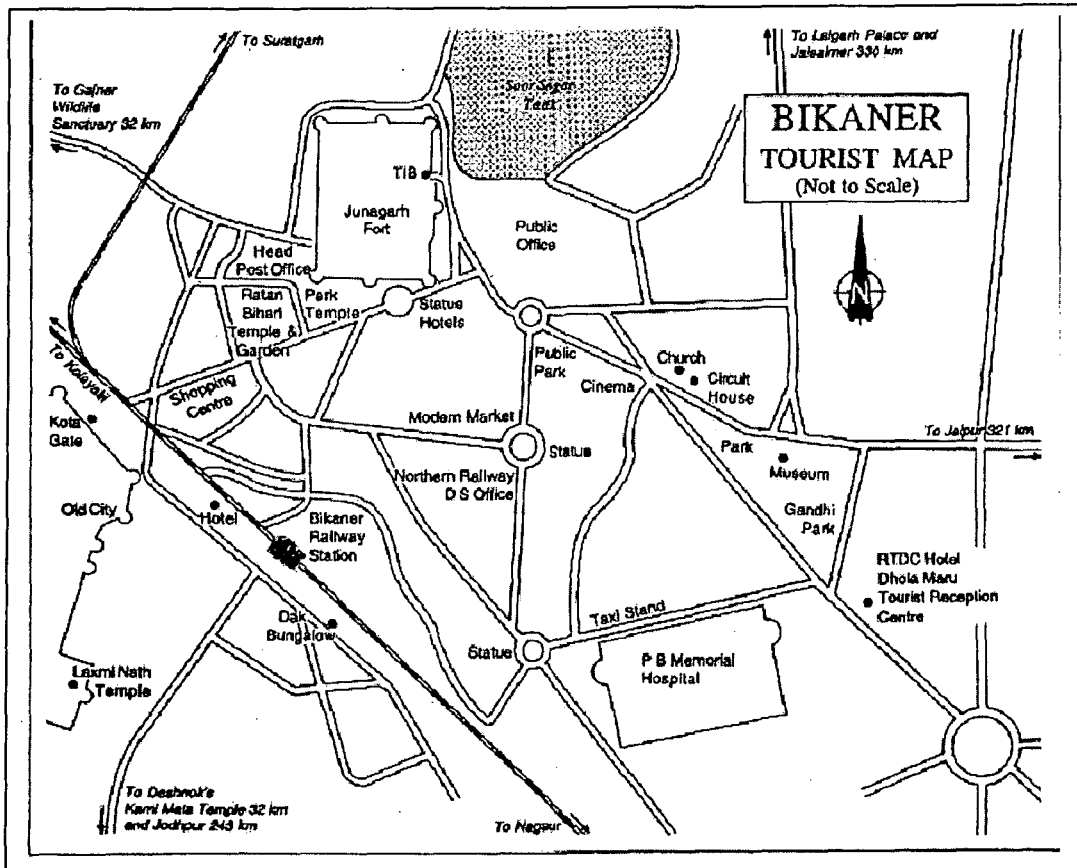 To Suratgarh
To Lalgarh Palace and
Jaisalmer 330 km
To Gajner
Wildlife
Sanctuary 32 km
Soor Sagar
BIKANER
TOURIST MAP
(Not to Scale)
TIB
Junagarh
Fort
Public
Office
Head
Post Office
N
Ratan
Bihari
Temple &
Garden
Park
Temple
Statue
Hotels
Public
Park
Church
Circuit
House
Cinema
To Kolayat
Shopping
Centre
Kota
Gate
Modern Market
Statue
Park
To Jaipur 321 km
Museum
Northern Railway
D S Office
Old City
Hotel
Bikaner
Railway
Station
Gandhi
Park
RTDC Hotel
Dhola Maru
Tourist Reception
Centre
Dak
Bungalow
Taxi Stand
Statue
P B Memorial
Hospital
Laxmi Nath
Temple
To Deshnok's
Karni Mata Temple 32 km
and Jodhpur 243 km
To Nagaur